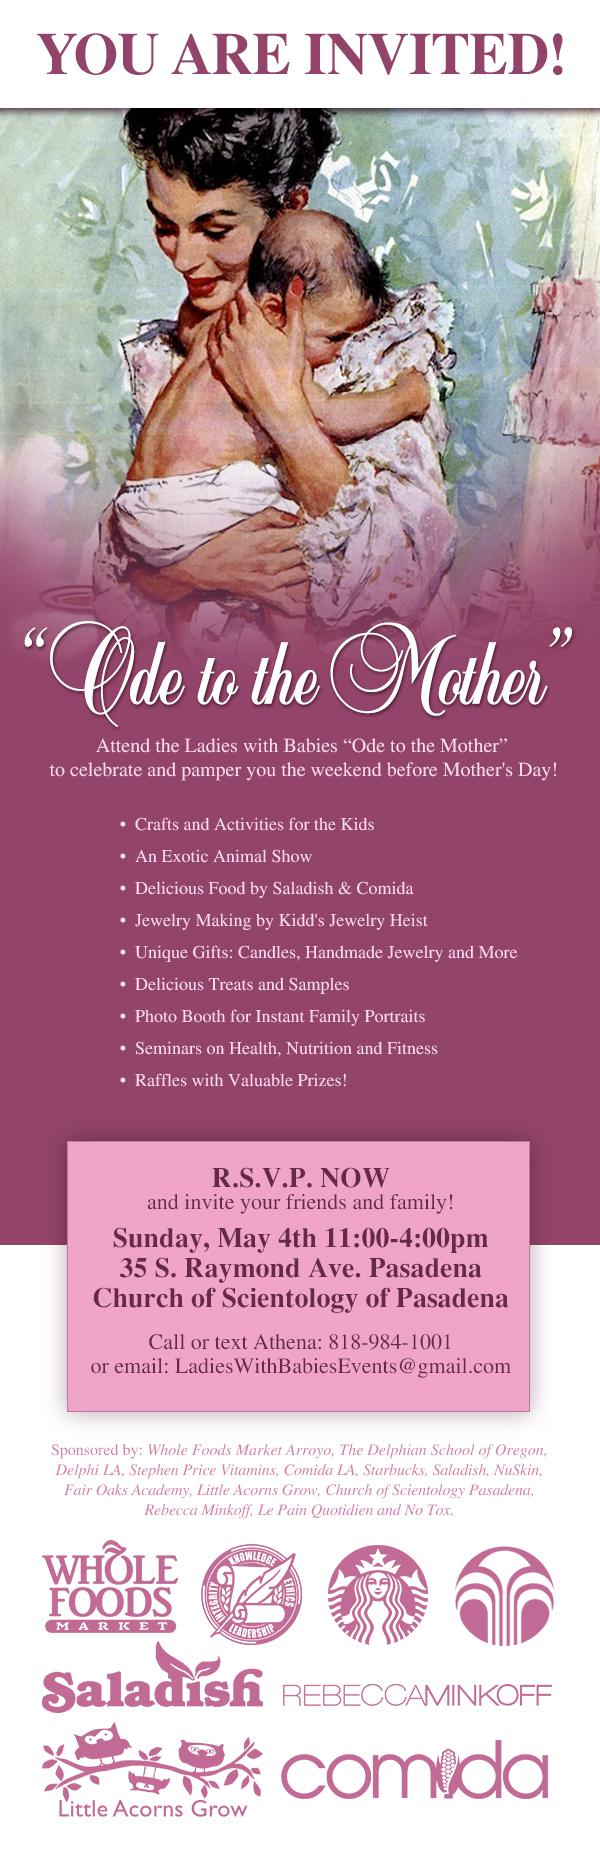 YOU ARE INVITED!
“Ode to the Mother”
Attend the Ladies with Babies “Ode to the Mother”
to celebrate and pamper you the weekend before Mother's Day!
• Crafts and Activities for the Kids
• An Exotic Animal Show
• Delicious Food by Saladish & Comida
• Jewelry Making by Kidd's Jewelry Heist
• Unique Gifts: Candles, Handmade Jewelry and More
• Delicious Treats and Samples
• Photo Booth for Instant Family Portraits
• Seminars on Health, Nutrition and Fitness
• Raffles with Valuable Prizes!
R.S.V.P. NOW
and invite your friends and family!
Sunday, May 4th 11:00-4:00pm
35 S. Raymond Ave. Pasadena
Church of Scientology of Pasadena
Call or text Athena: 818-984-1001
or email: LadiesWithBabiesEvents@gmail.com
Sponsored by: Whole Foods Market Arroyo, The Delphian School of Oregon,
Delphi LA, Stephen Price Vitamins, Comida LA, Starbucks, Saladish, NuSkin,
Fair Oaks Academy, Little Acorns Grow, Church of Scientology Pasadena,
Rebecca Minkoff, Le Pain Quotidien and No Tox.
WHOLE
FOODS
MARKET
KNOWLEDGE
ETHICS
LEADERSHIP
INTEGRITY
Saladish
REBECCAMINKOFF
Little Acorns Grow
comida